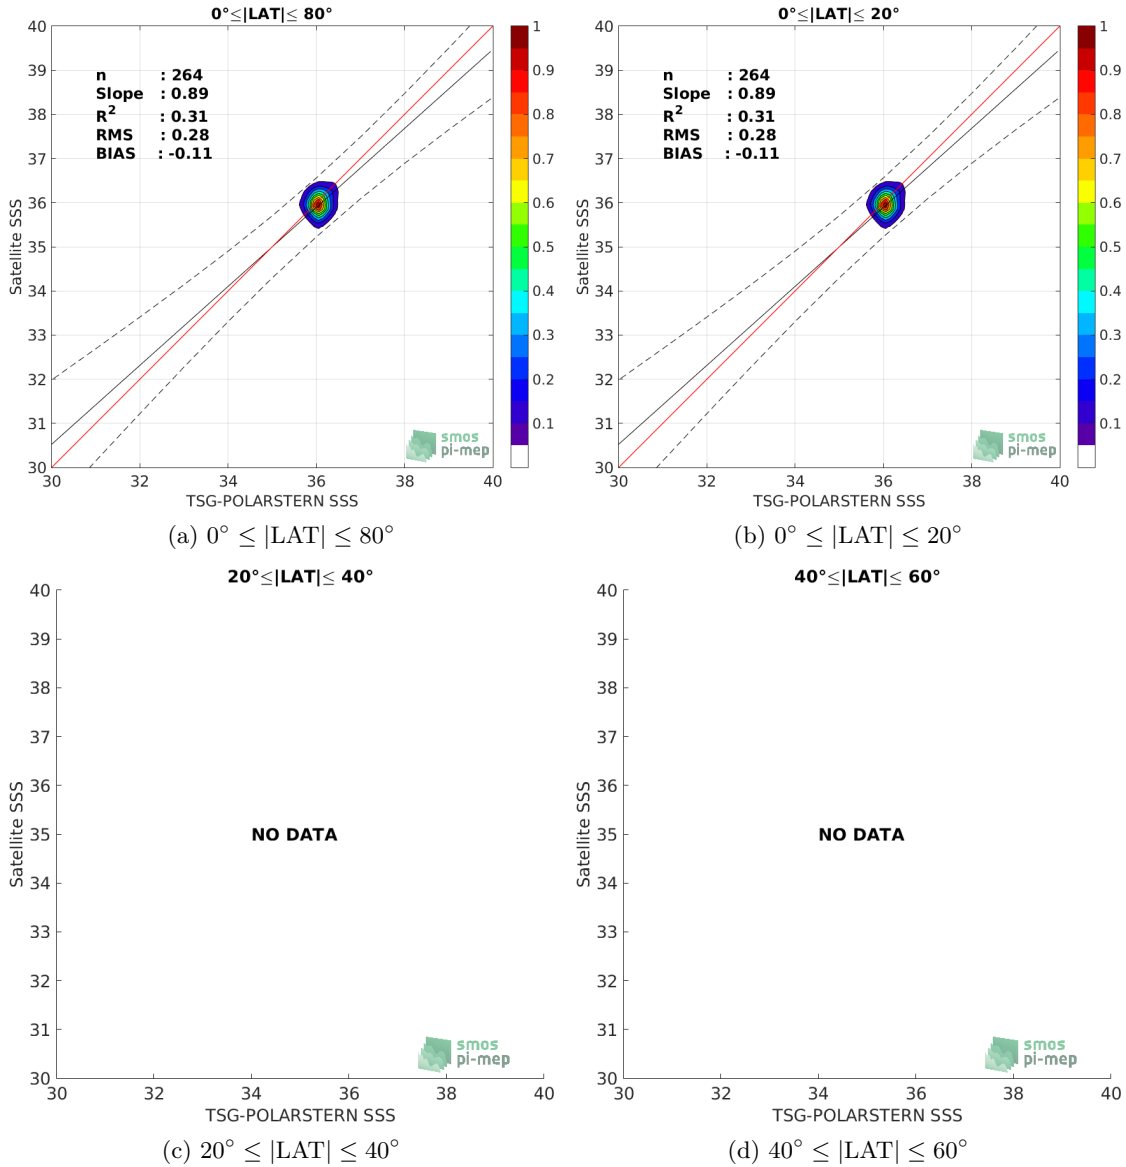 0°≤|LAT|≤ 80°
40
39
38
37
36
35
34
33
32
31
30
Satellite SSS
n : 264
Slope : 0.89
R² : 0.31
RMS : 0.28
BIAS : -0.11
1
0.9
0.8
0.7
0.6
0.5
0.4
0.3
0.2
0.1
smos
pi-mep
30 32 34 36 38 40
TSG-POLARSTERN SSS
(a) 0° ≤ |LAT| ≤ 80°
0°≤|LAT|≤ 20°
40
39
38
37
36
35
34
33
32
31
30
Satellite SSS
n : 264
Slope : 0.89
R² : 0.31
RMS : 0.28
BIAS : -0.11
1
0.9
0.8
0.7
0.6
0.5
0.4
0.3
0.2
0.1
smos
pi-mep
30 32 34 36 38 40
TSG-POLARSTERN SSS
(b) 0° ≤ |LAT| ≤ 20°
20°≤|LAT|≤ 40°
40
39
38
37
36
35
34
33
32
31
30
Satellite SSS
NO DATA
smos
pi-mep
30 32 34 36 38 40
TSG-POLARSTERN SSS
(c) 20° ≤ |LAT| ≤ 40°
40°≤|LAT|≤ 60°
40
39
38
37
36
35
34
33
32
31
30
Satellite SSS
NO DATA
smos
pi-mep
30 32 34 36 38 40
TSG-POLARSTERN SSS
(d) 40° ≤ |LAT| ≤ 60°